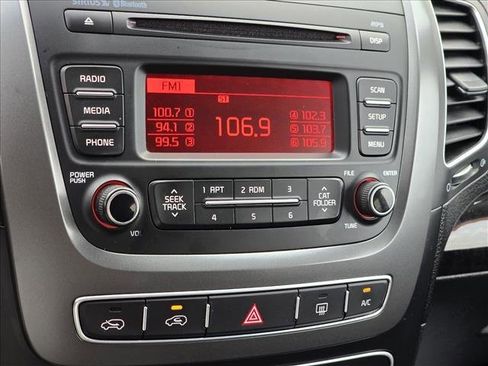 SIRIUS Bluetooth
MP3
DISP
RADIO
MEDIA
PHONE
FM1
ST
100.7 1
94.1 2
99.5 3
106.9
4 102.3
5 103.7
6 105.9
SCAN
SETUP
MENU
POWER
PUSH
VOL
SEEK
TRACK
1 RPT
2 RDM
3
4
5
6
CAT
FOLDER
FILE
ENTER
TUNE
A/C